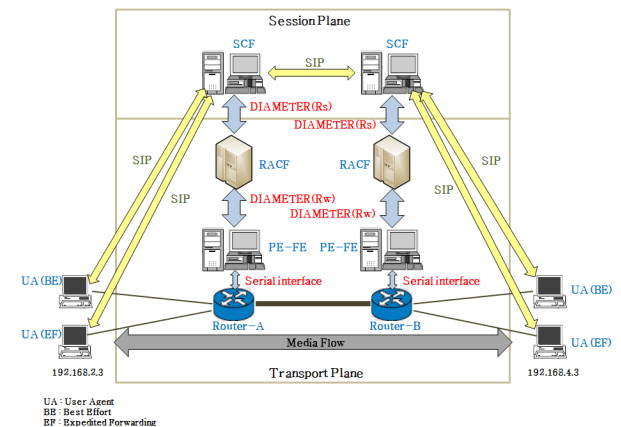 Session Plane
SCF
SCF
SIP
DIAMETER(Rs)
DIAMETER(Rs)
SIP
SIP
RACF
RACF
SIP
SIP
DIAMETER(Rw)
DIAMETER(Rw)
PE-FE
PE-FE
UA(BE)
Serial interface
Serial interface
UA(BE)
Router-A
Router-B
UA(EF)
Media Flow
UA(EF)
192.168.2.3
Transport Plane
192.168.4.3
UA : User Agent
BE : Best Effort
EF : Expedited Forwarding